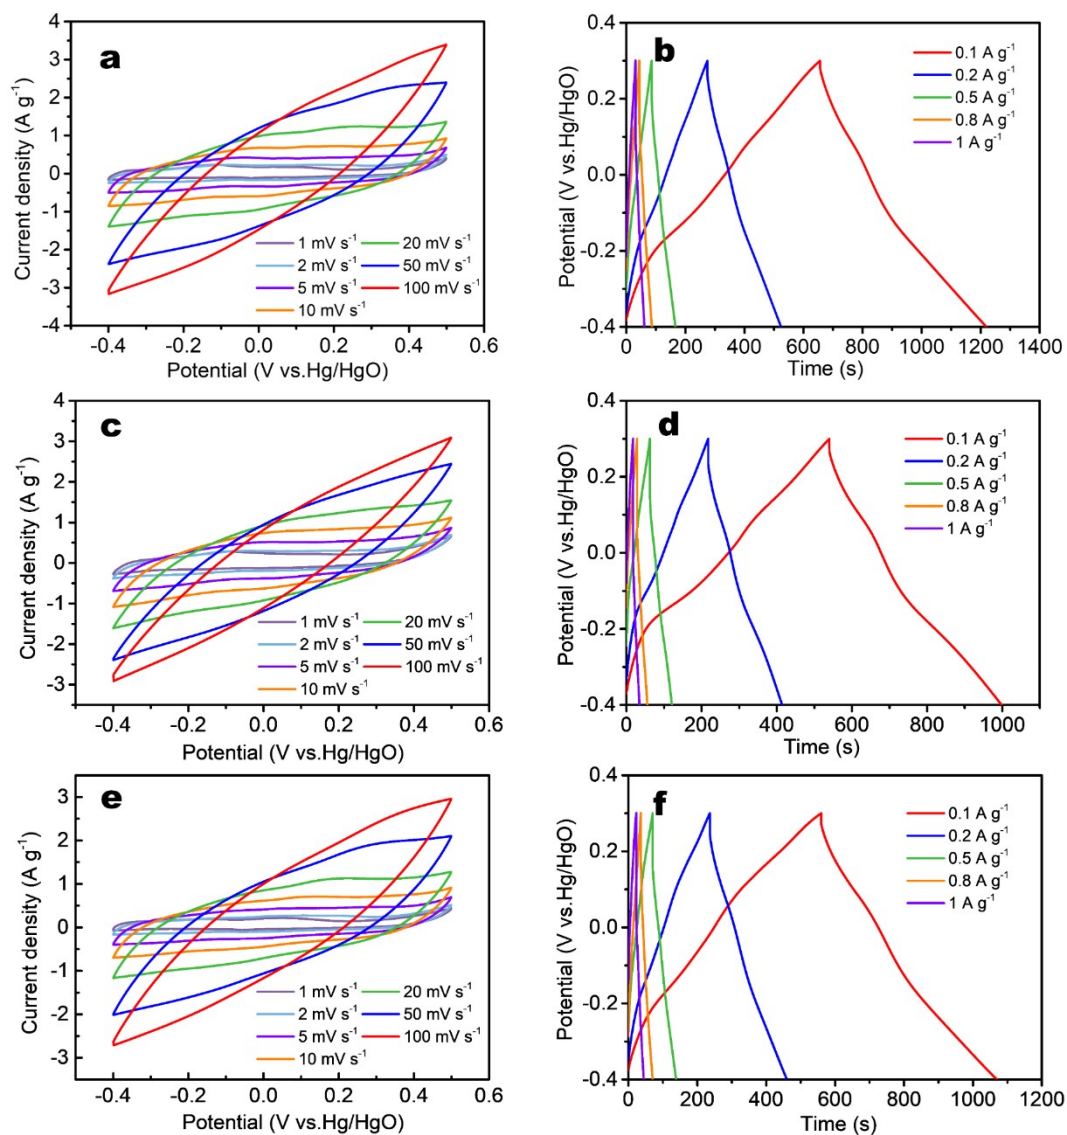 a
Current density (A g⁻¹)
4
3
2
1
0
-1
-2
-3
-4
-0.4 -0.2 0.0 0.2 0.4 0.6
Potential (V vs.Hg/HgO)
1 mV s⁻¹ 20 mV s⁻¹
2 mV s⁻¹ 50 mV s⁻¹
5 mV s⁻¹ 100 mV s⁻¹
10 mV s⁻¹
b
Potential (V vs.Hg/HgO)
0.4
0.2
0.0
-0.2
-0.4
0 200 400 600 800 1000 1200 1400
Time (s)
0.1 A g⁻¹
0.2 A g⁻¹
0.5 A g⁻¹
0.8 A g⁻¹
1 A g⁻¹
c
Current density (A g⁻¹)
3
2
1
0
-1
-2
-3
-0.4 -0.2 0.0 0.2 0.4 0.6
Potential (V vs.Hg/HgO)
1 mV s⁻¹ 20 mV s⁻¹
2 mV s⁻¹ 50 mV s⁻¹
5 mV s⁻¹ 100 mV s⁻¹
10 mV s⁻¹
d
Potential (V vs.Hg/HgO)
0.4
0.2
0.0
-0.2
-0.4
0 200 400 600 800 1000
Time (s)
0.1 A g⁻¹
0.2 A g⁻¹
0.5 A g⁻¹
0.8 A g⁻¹
1 A g⁻¹
e
Current density (A g⁻¹)
3
2
1
0
-1
-2
-3
-0.4 -0.2 0.0 0.2 0.4 0.6
Potential (V vs.Hg/HgO)
1 mV s⁻¹ 20 mV s⁻¹
2 mV s⁻¹ 50 mV s⁻¹
5 mV s⁻¹ 100 mV s⁻¹
10 mV s⁻¹
f
Potential (V vs.Hg/HgO)
0.4
0.2
0.0
-0.2
-0.4
0 200 400 600 800 1000 1200
Time (s)
0.1 A g⁻¹
0.2 A g⁻¹
0.5 A g⁻¹
0.8 A g⁻¹
1 A g⁻¹